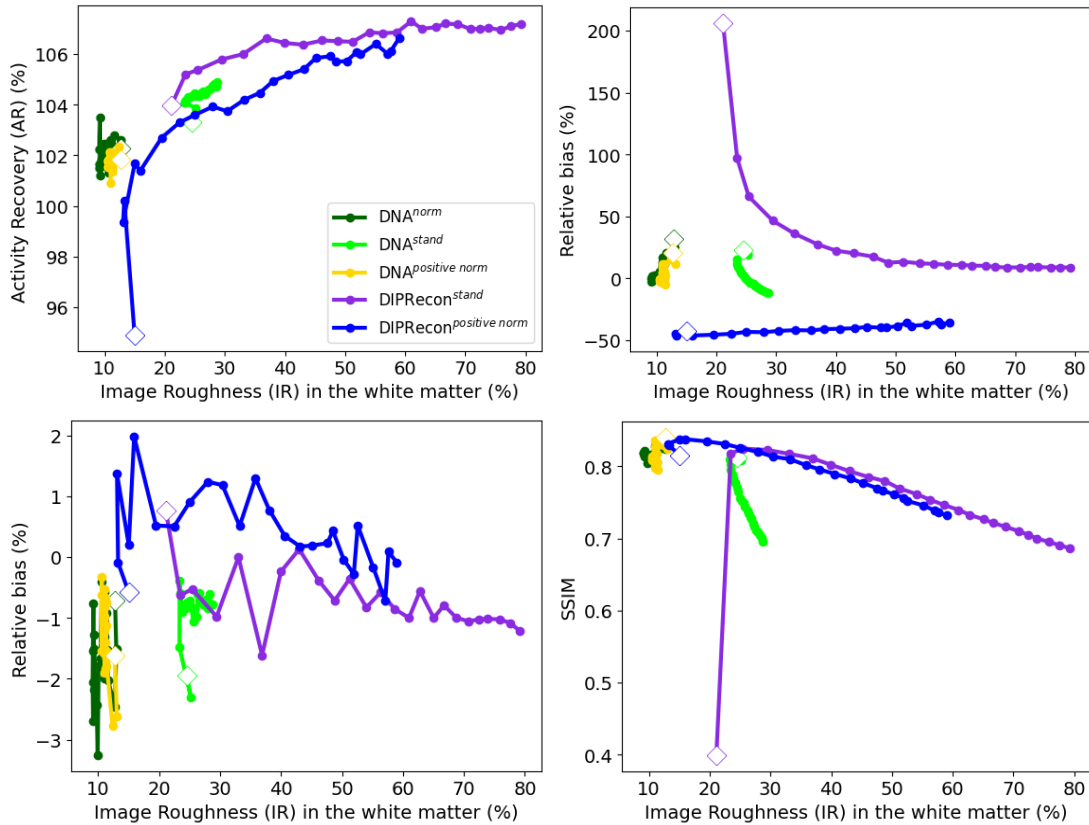 106
104
102
100
98
96
Activity Recovery (AR) (%)
DNA^norm
DNA^stand
DNA^positive norm
DIPRecon^stand
DIPRecon^positive norm
10 20 30 40 50 60 70 80
Image Roughness (IR) in the white matter (%)
200
150
100
50
0
−50
Relative bias (%)
10 20 30 40 50 60 70 80
Image Roughness (IR) in the white matter (%)
2
1
0
−1
−2
−3
Relative bias (%)
10 20 30 40 50 60 70 80
Image Roughness (IR) in the white matter (%)
0.8
0.7
0.6
0.5
0.4
SSIM
10 20 30 40 50 60 70 80
Image Roughness (IR) in the white matter (%)